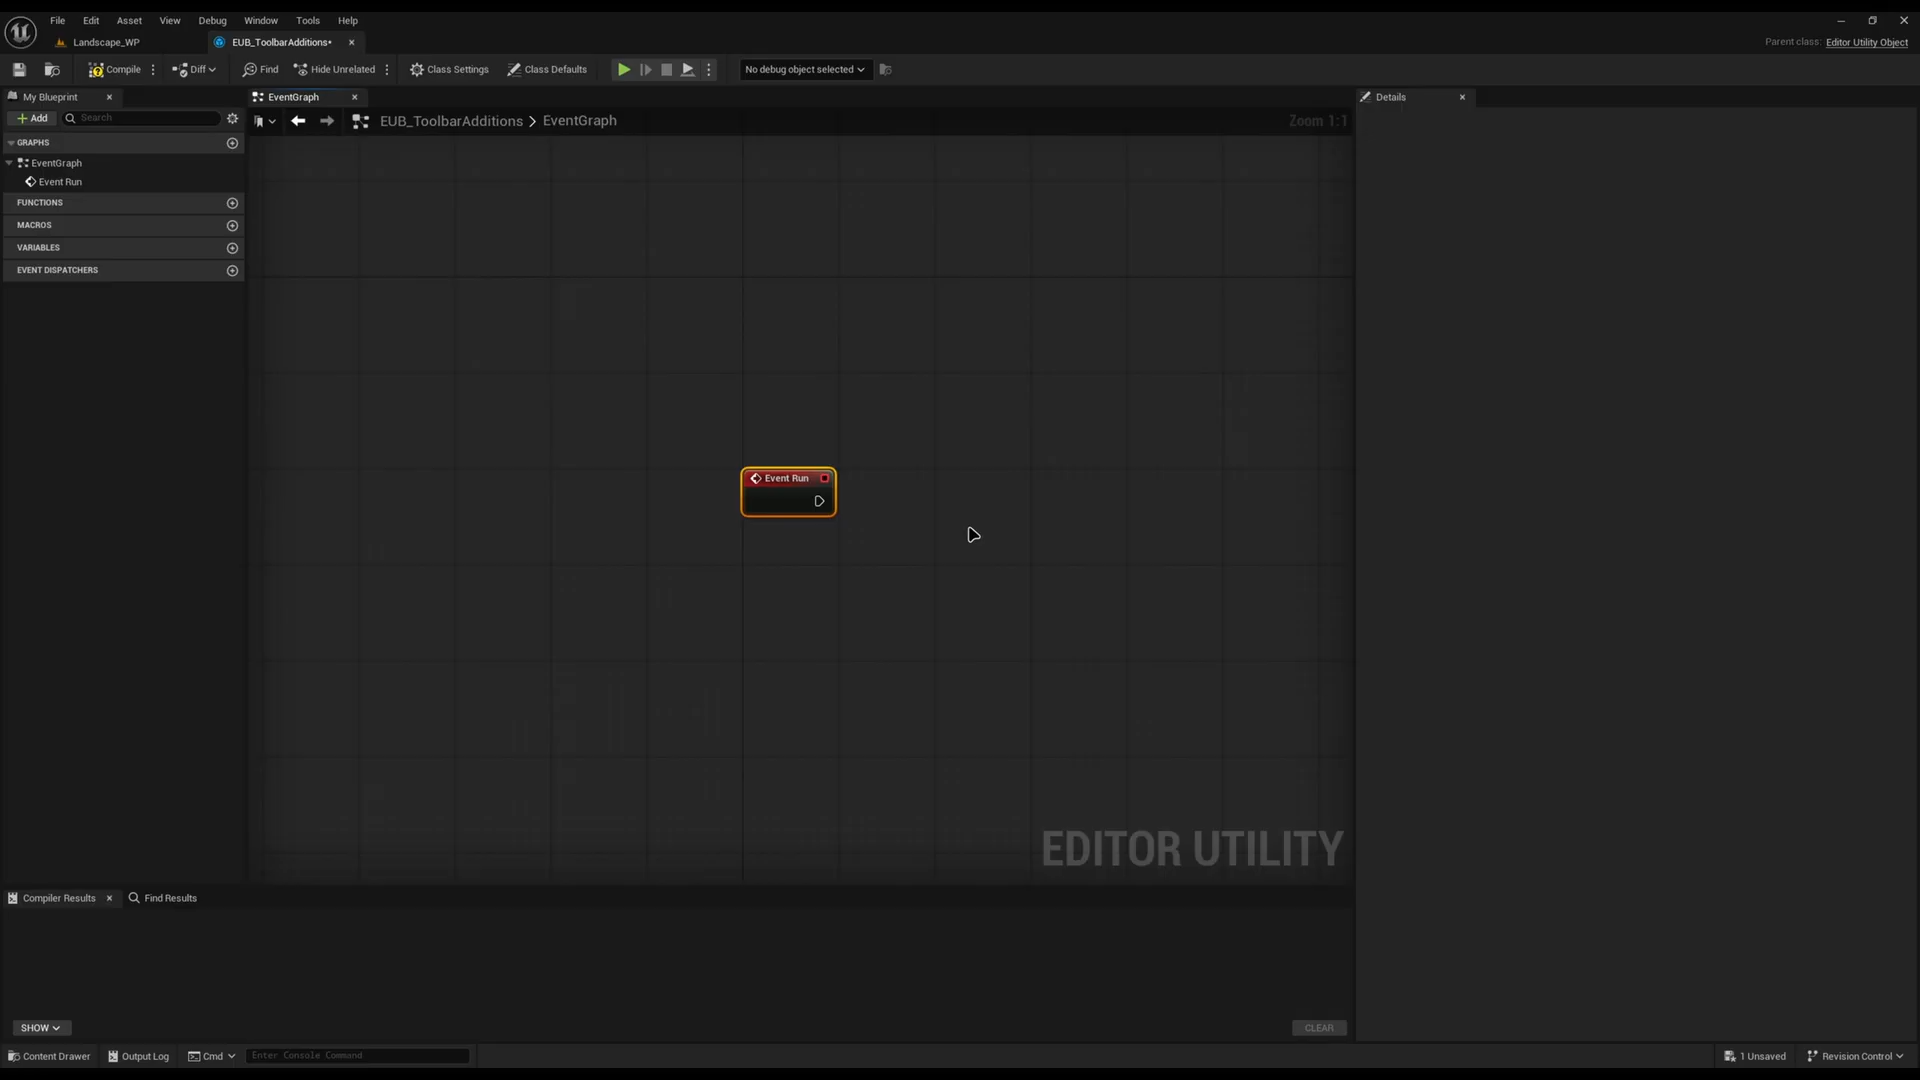 File Edit Asset View Debug Window Tools Help
Landscape_WP EUB_ToolbarAdditions•
Parent class: Editor Utility Object
Compile Diff Find Hide Unrelated Class Settings Class Defaults No debug object selected
My Blueprint EventGraph Details
Add Search
EUB_ToolbarAdditions > EventGraph Zoom 1:1
GRAPHS
EventGraph
Event Run
FUNCTIONS
MACROS
VARIABLES
EVENT DISPATCHERS
Event Run
EDITOR UTILITY
Compiler Results Find Results
SHOW CLEAR
Content Drawer Output Log Cmd Enter Console Command 1 Unsaved Revision Control